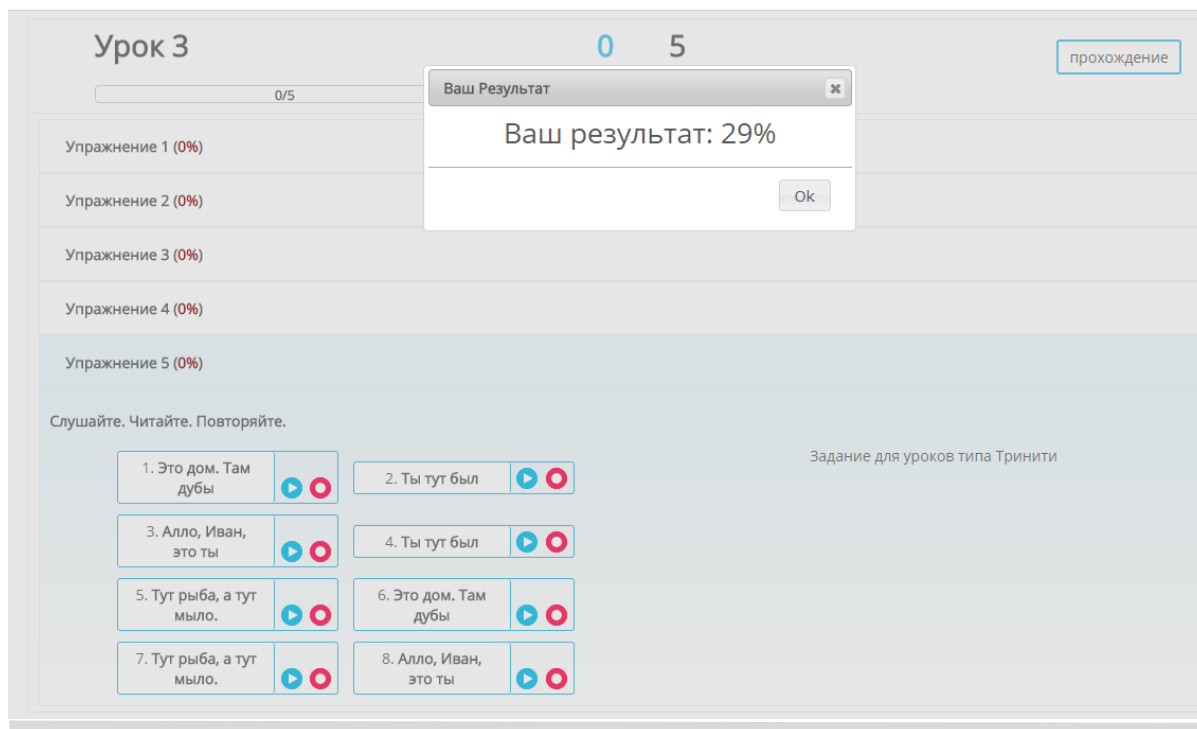 Урок 3
0 5
прохождение
0/5
Ваш Результат
Ваш результат: 29%
Ok
Упражнение 1 (0%)
Упражнение 2 (0%)
Упражнение 3 (0%)
Упражнение 4 (0%)
Упражнение 5 (0%)
Слушайте. Читайте. Повторяйте.
Задание для уроков типа Тринити
1. Это дом. Там
дубы
2. Ты тут был
3. Алло, Иван,
это ты
4. Ты тут был
5. Тут рыба, а тут
мыло.
6. Это дом. Там
дубы
7. Тут рыба, а тут
мыло.
8. Алло, Иван,
это ты